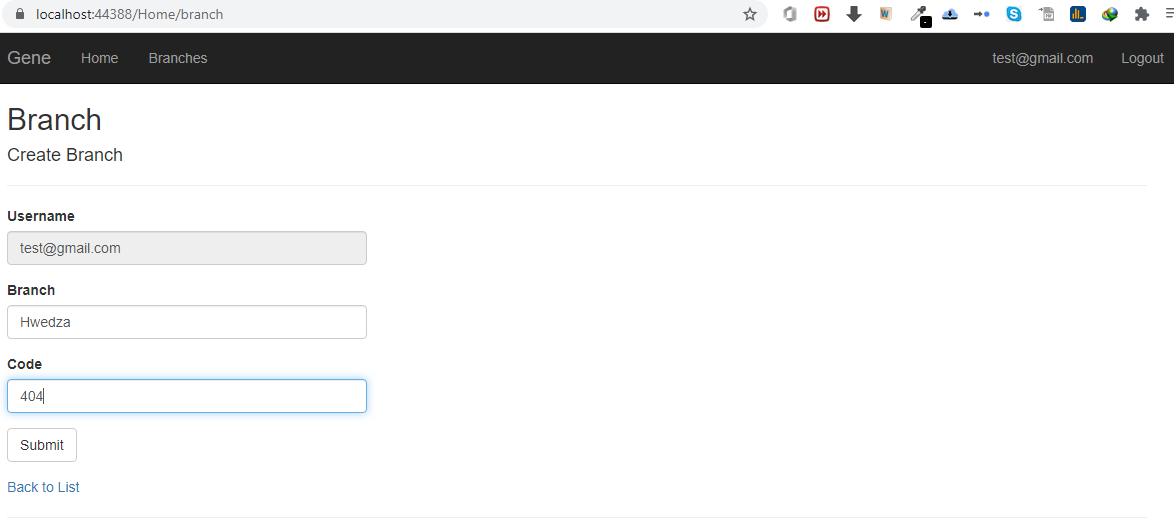 localhost:44388/Home/branch
Gene Home Branches test@gmail.com Logout
Branch
Create Branch
Username
test@gmail.com
Branch
Hwedza
Code
404
Submit
Back to List